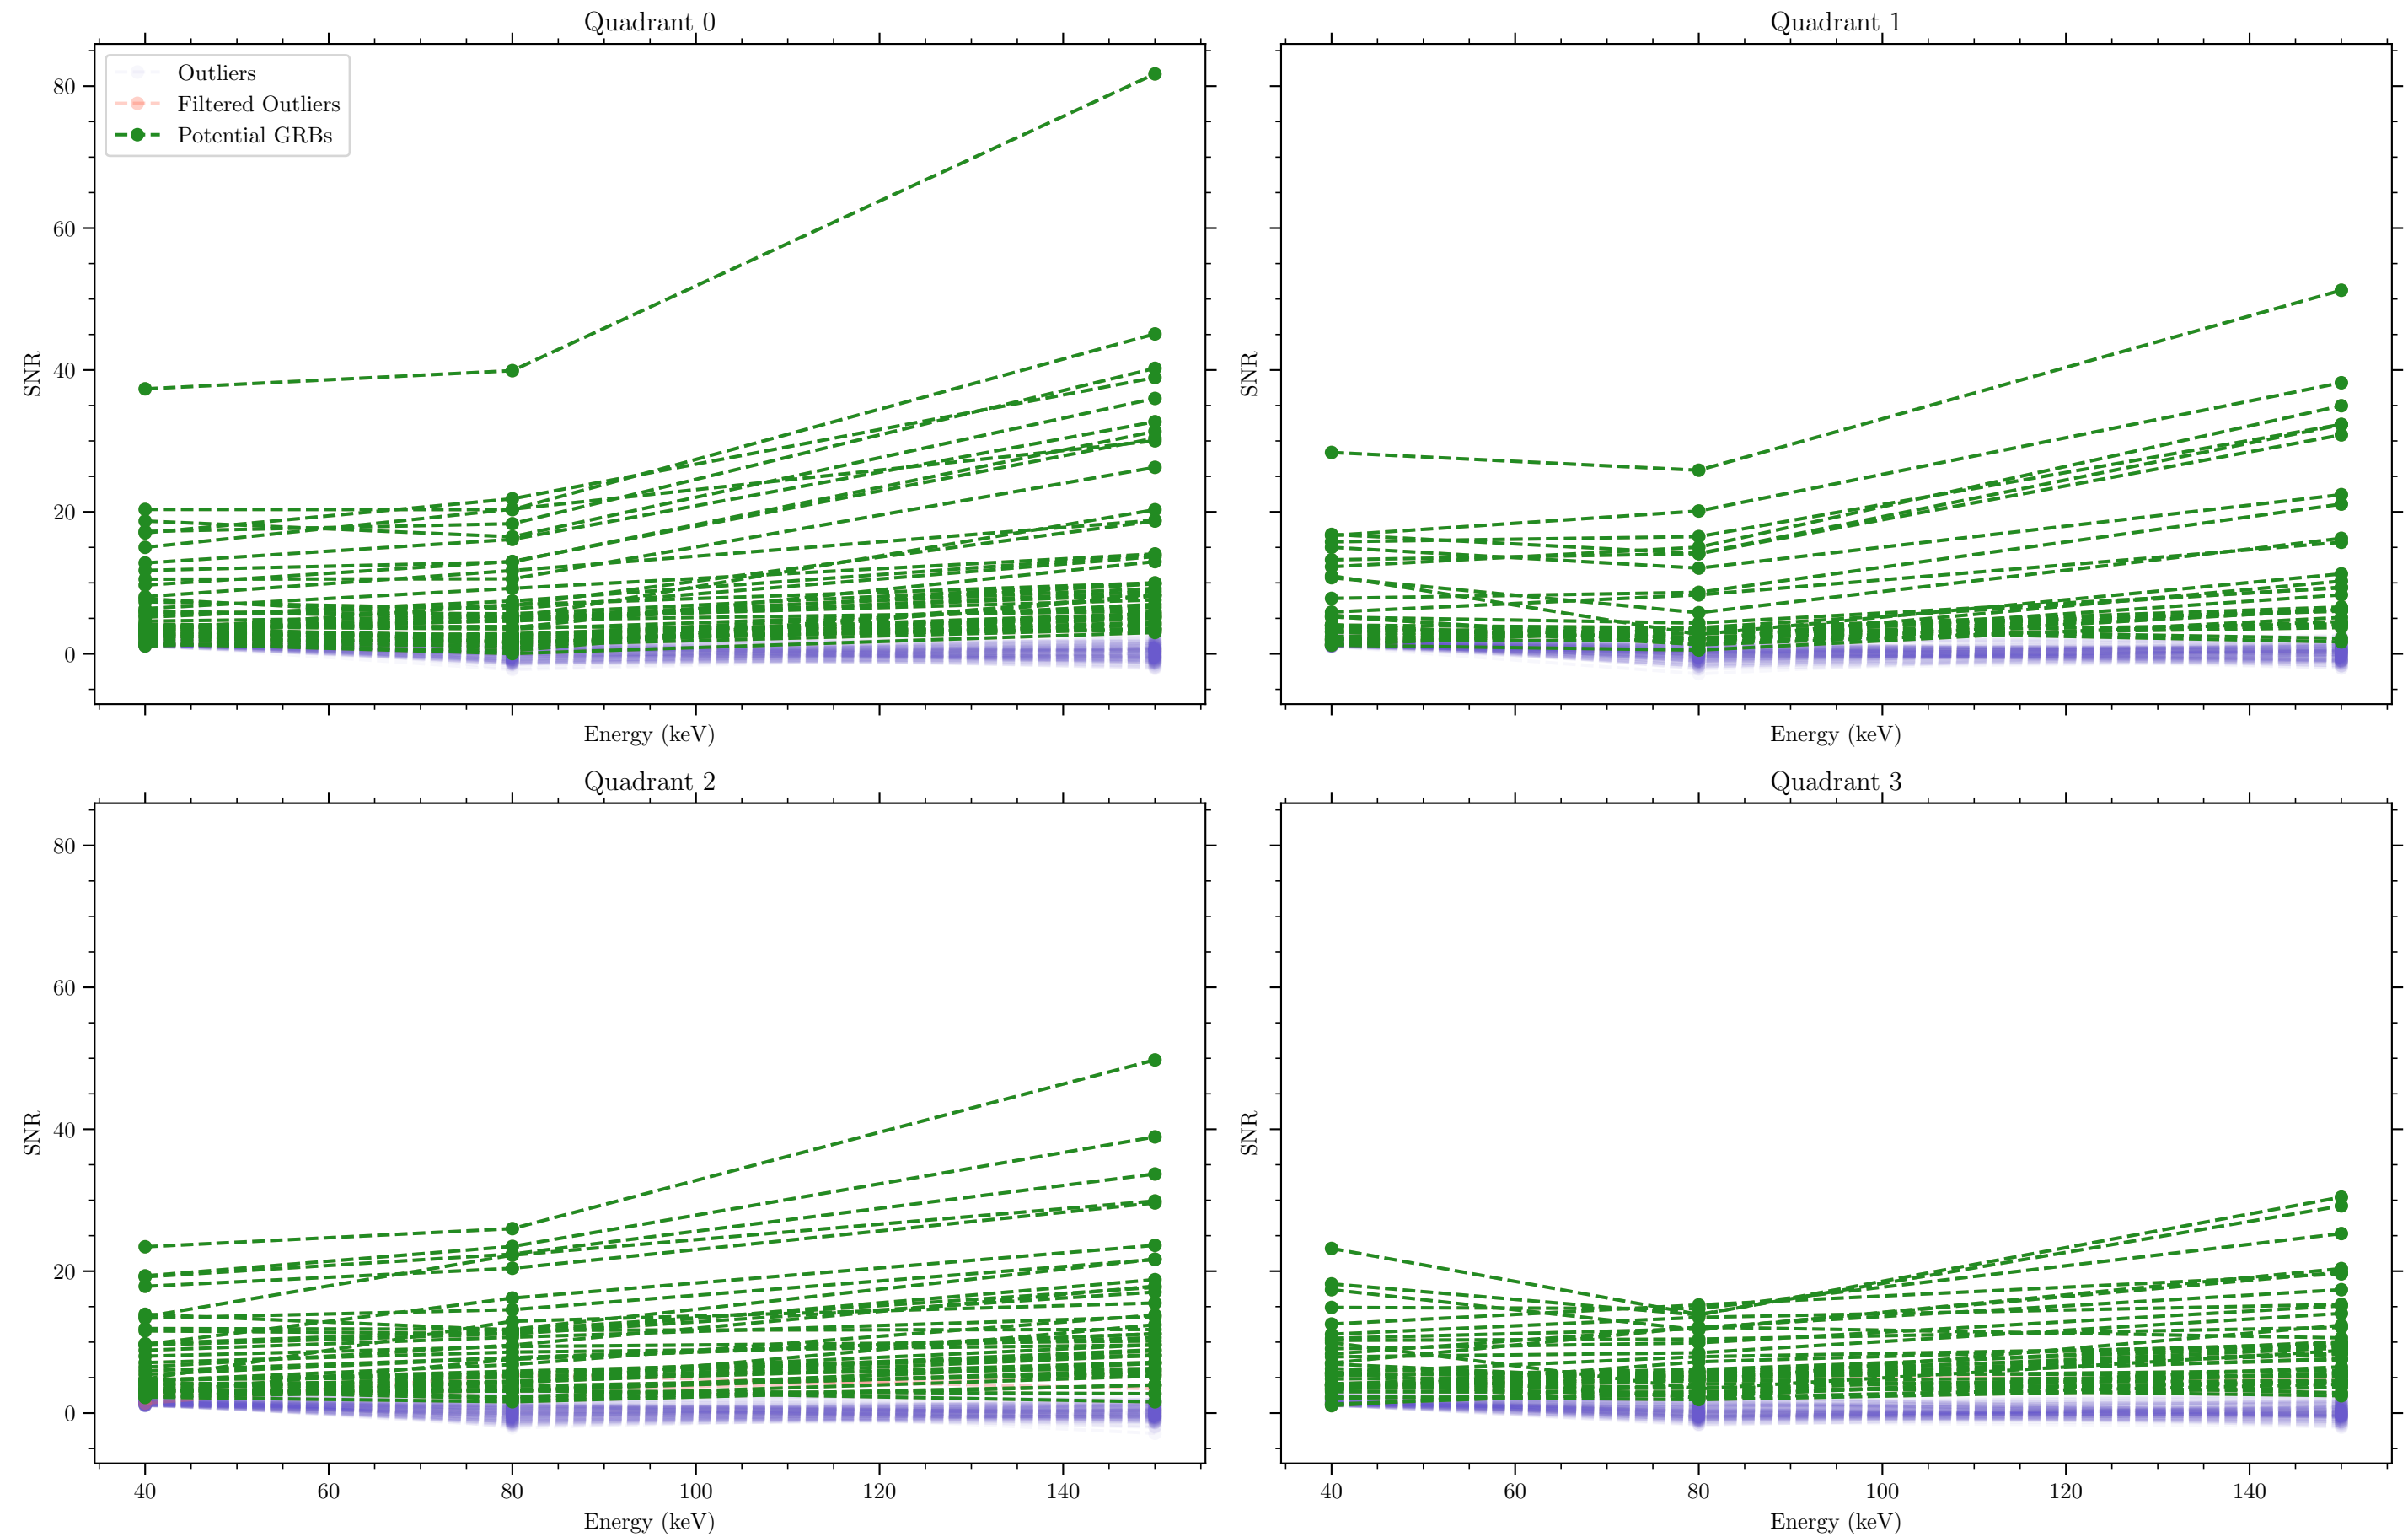 Quadrant 0
Quadrant 1
Outliers
Filtered Outliers
Potential GRBs
80
60
40
20
0
SNR
SNR
Energy (keV)
Energy (keV)
Quadrant 2
Quadrant 3
80
60
40
20
0
SNR
SNR
40 60 80 100 120 140
40 60 80 100 120 140
Energy (keV)
Energy (keV)